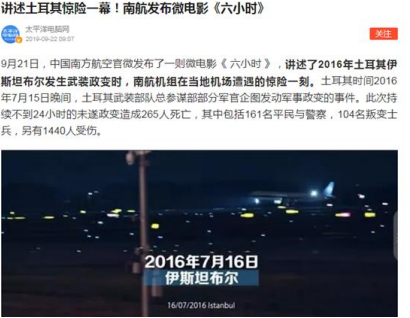 讲述土耳其惊险一幕！南航发布微电影《六小时》
太平洋电脑网
2019-09-22 09:07
关注
9月21日，中国南方航空官微发布了一则微电影《 六小时 》，讲述了2016年土耳其伊
斯坦布尔发生武装政变时，南航机组在当地机场遭遇的惊险一刻。土耳其时间2016
年7月15日晚间，土耳其武装部队总参谋部部分军官企图发动军事政变的事件。此次持
续不到24小时的未遂政变造成265人死亡，其中包括161名平民与警察，104名叛变士
兵，另有1440人受伤。
2016年7月16日
伊斯坦布尔
16/07/2016 Istanbul